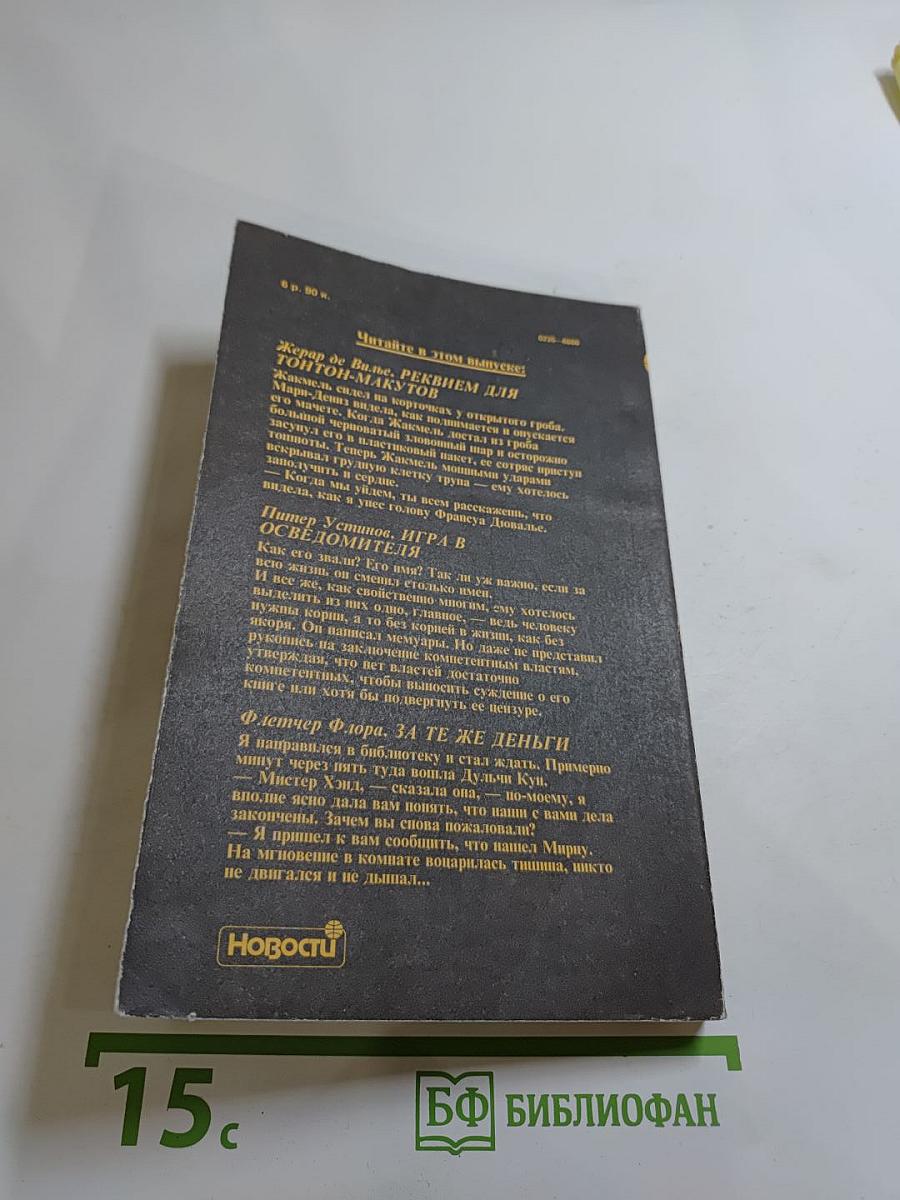 6 р. 90 к.
0235—6686
Читайте в этом выпуске:
Жерар де Вилье. РЕКВИЕМ ДЛЯ
ТОНТОН-МАКУТОВ
Жакмель сидел на корточках у открытого гроба.
Мари-Дениз видела, как поднимается и опускается
его мачете. Когда Жакмель достал из гроба
большой черноватый зловонный шар и осторожно
засунул его в пластиковый пакет, ее сотряс приступ
тошноты. Теперь Жакмель мощными ударами
вскрывал грудную клетку трупа — ему хотелось
заполучить и сердце.
— Когда мы уйдем, ты всем расскажешь, что
видела, как я унес голову Франсуа Дювалье.
Питер Устинов. ИГРА В
ОСВЕДОМИТЕЛЯ
Как его звали? Его имя? Так ли уж важно, если за
всю жизнь он сменил столько имен.
И все же, как свойственно многим, ему хотелось
выделить из них одно, главное, — ведь человеку
нужны корни, а то без корней в жизни, как без
якоря. Он написал мемуары. Но даже не представил
рукопись на заключение компетентным властям,
утверждая, что нет властей достаточно
компетентных, чтобы выносить суждение о его
книге или хотя бы подвергнуть ее цензуре.
Флетчер Флора. ЗА ТЕ ЖЕ ДЕНЬГИ
Я направился в библиотеку и стал ждать. Примерно
минут через пять туда вошла Дульчи Кун.
— Мистер Хэнд, — сказала она, — по-моему, я
вполне ясно дала вам понять, что наши с вами дела
закончены. Зачем вы снова пожаловали?
— Я пришел к вам сообщить, что нашел Мирну.
На мгновение в комнате воцарилась тишина, никто
не двигался и не дышал...
Новости
15 с
БФ БИБЛИОФАН